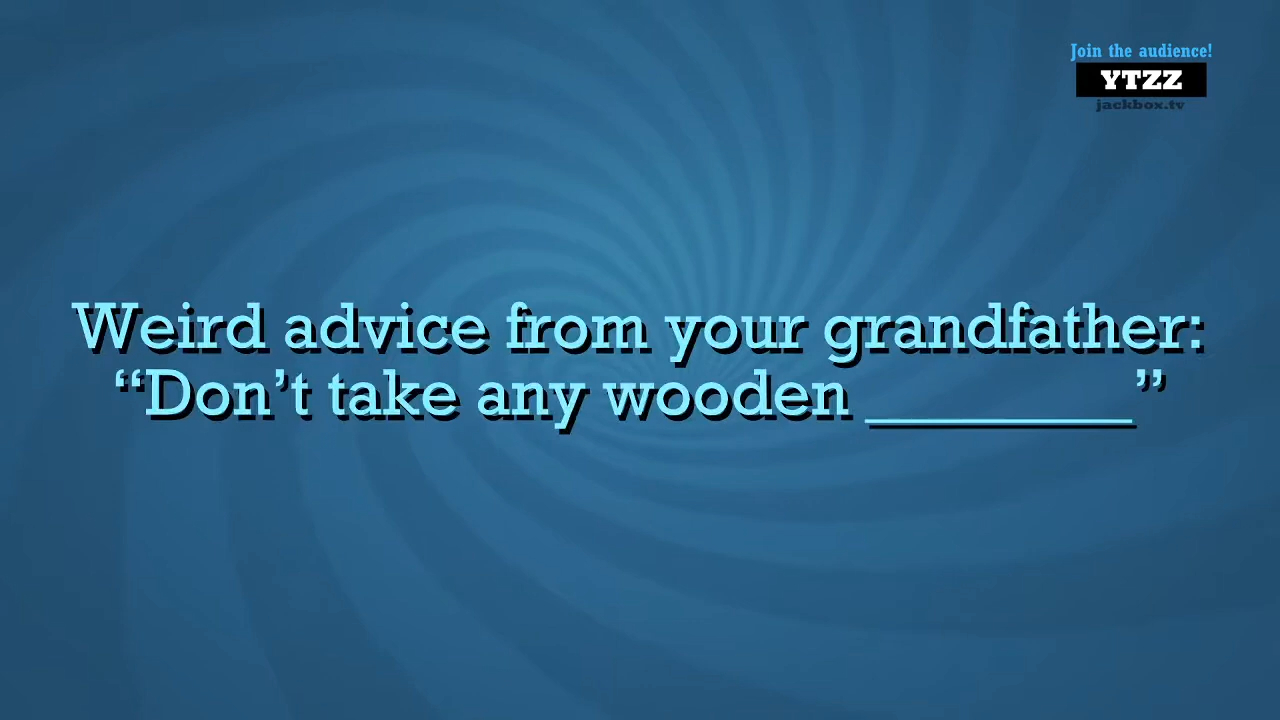 Join the audience!
YTZZ
jackbox.tv
Weird advice from your grandfather:
“Don’t take any wooden ________”